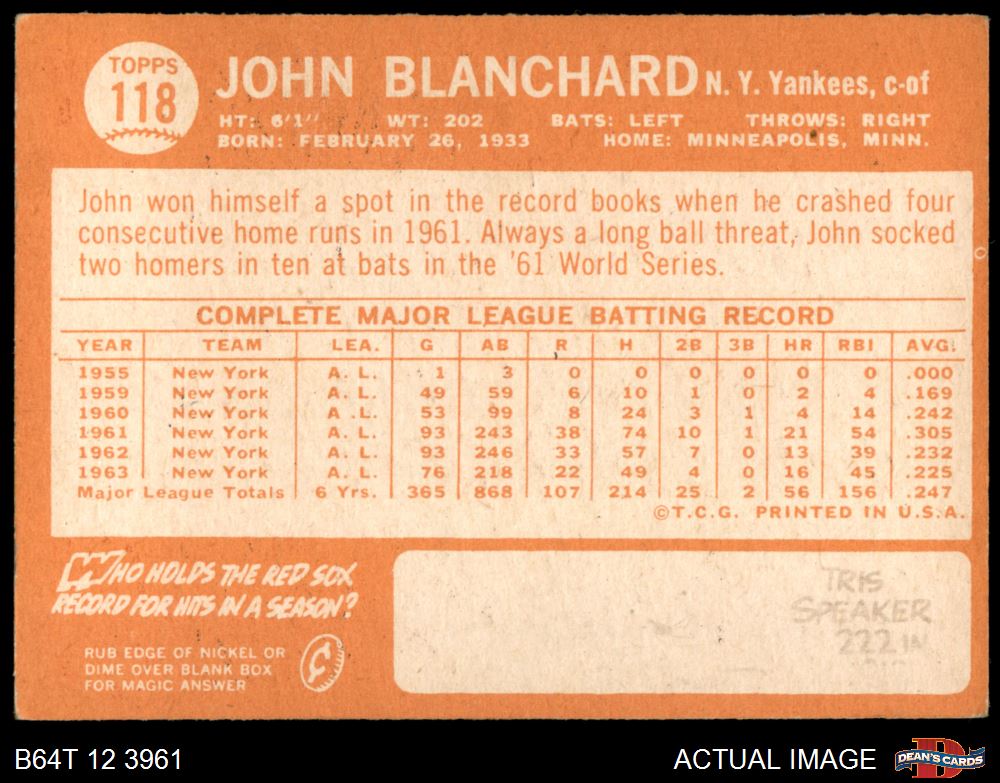 TOPPS
118
JOHN BLANCHARD N. Y. Yankees, c-of
HT: 6'1" WT: 202 BATS: LEFT THROWS: RIGHT
BORN: FEBRUARY 26, 1933 HOME: MINNEAPOLIS, MINN.
John won himself a spot in the record books when he crashed four
consecutive home runs in 1961. Always a long ball threat, John socked
two homers in ten at bats in the '61 World Series.
COMPLETE MAJOR LEAGUE BATTING RECORD
YEAR TEAM LEA. G AB R H 2B 3B HR RBI AVG.
1955 New York A. L. 1 3 0 0 0 0 0 0 .000
1959 New York A. L. 49 59 6 10 1 0 2 4 .169
1960 New York A. L. 53 99 8 24 3 1 4 14 .242
1961 New York A. L. 93 243 38 74 10 1 21 54 .305
1962 New York A. L. 93 246 33 57 7 0 13 39 .232
1963 New York A. L. 76 218 22 49 4 0 16 45 .225
Major League Totals 6 Yrs. 365 868 107 214 25 2 56 156 .247
©T.C.G. PRINTED IN U.S.A.
WHO HOLDS THE RED SOX
RECORD FOR HITS IN A SEASON?
RUB EDGE OF NICKEL OR
DIME OVER BLANK BOX
FOR MAGIC ANSWER
¢
TRIS
SPEAKER
222 IN
B64T 12 3961
ACTUAL IMAGE
D
DEAN'S CARDS